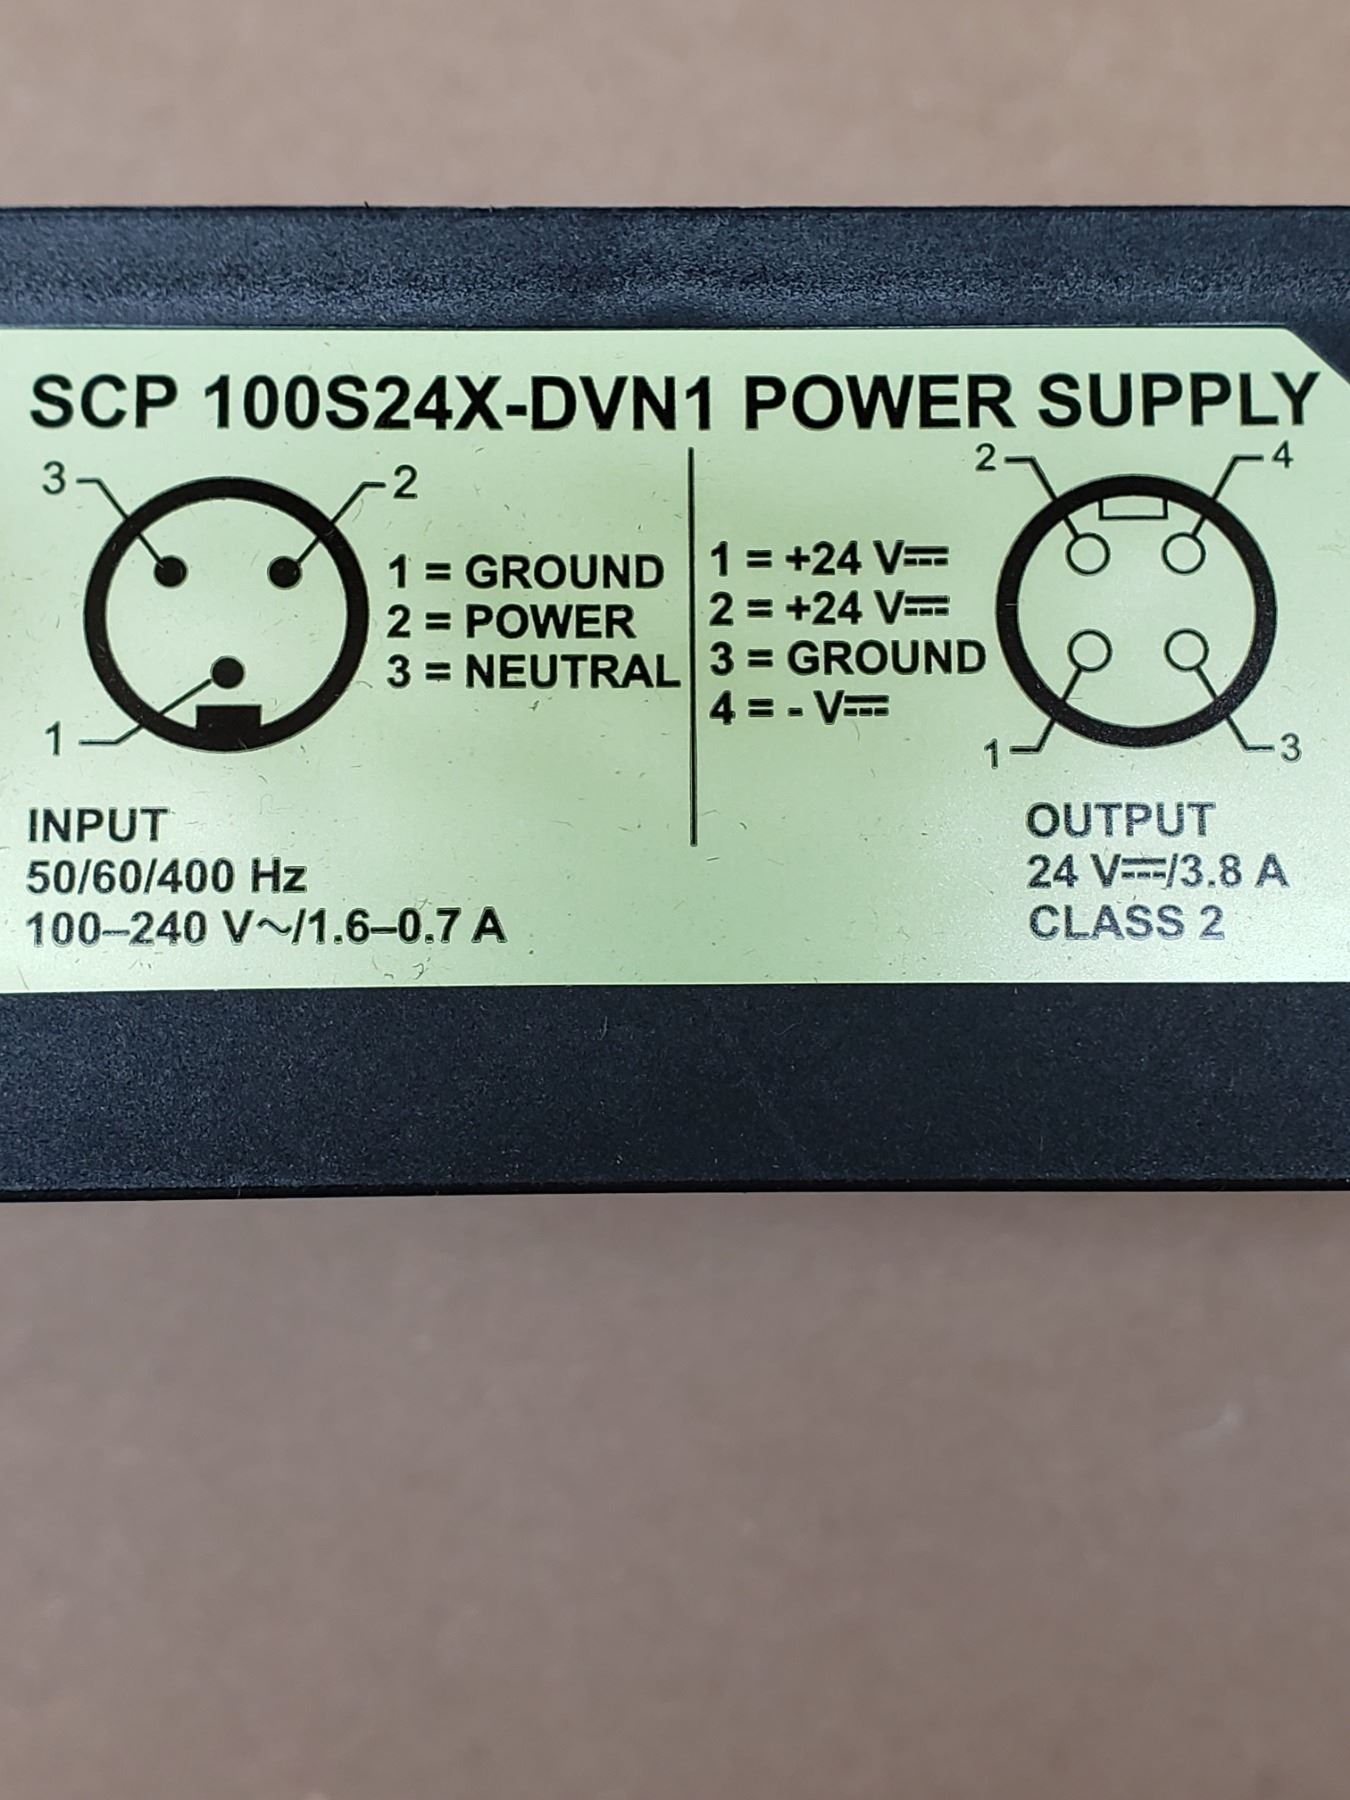 SCP 100S24X-DVN1 POWER SUPPLY
3
2
1
1 = GROUND
2 = POWER
3 = NEUTRAL
INPUT
50/60/400 Hz
100–240 V~/1.6–0.7 A
1 = +24 V⎓
2 = +24 V⎓
3 = GROUND
4 = - V⎓
2
4
1
3
OUTPUT
24 V⎓/3.8 A
CLASS 2